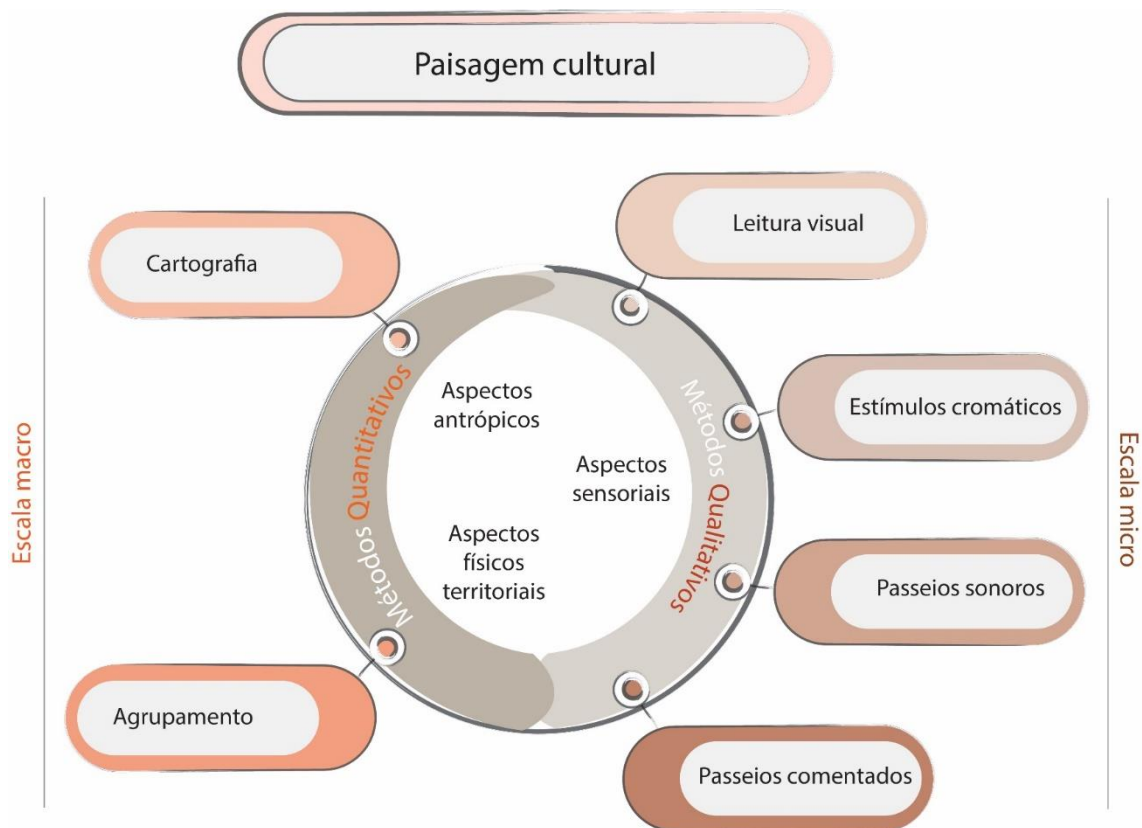 Paisagem cultural
Leitura visual
Cartografia
Estímulos cromáticos
Aspectos
antrópicos
Aspectos
sensoriais
Métodos Quantitativos
Métodos Qualitativos
Escala macro
Escala micro
Aspectos
físicos
territoriais
Passeios sonoros
Agrupamento
Passeios comentados